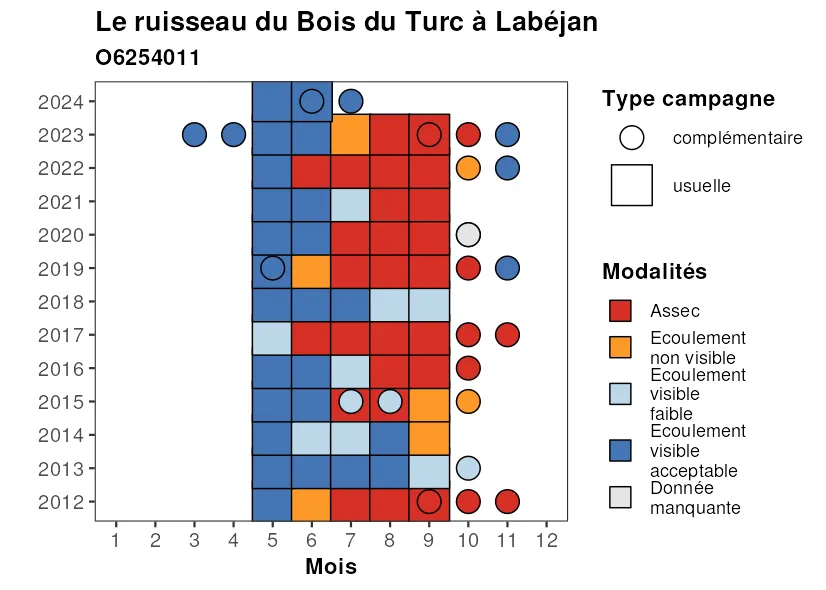 Le ruisseau du Bois du Turc à Labéjan
O6254011
2024
2023
2022
2021
2020
2019
2018
2017
2016
2015
2014
2013
2012
1 2 3 4 5 6 7 8 9 10 11 12
Mois
Type campagne
complémentaire
usuelle
Modalités
Assec
Ecoulement
non visible
Ecoulement
visible
faible
Ecoulement
visible
acceptable
Donnée
manquante